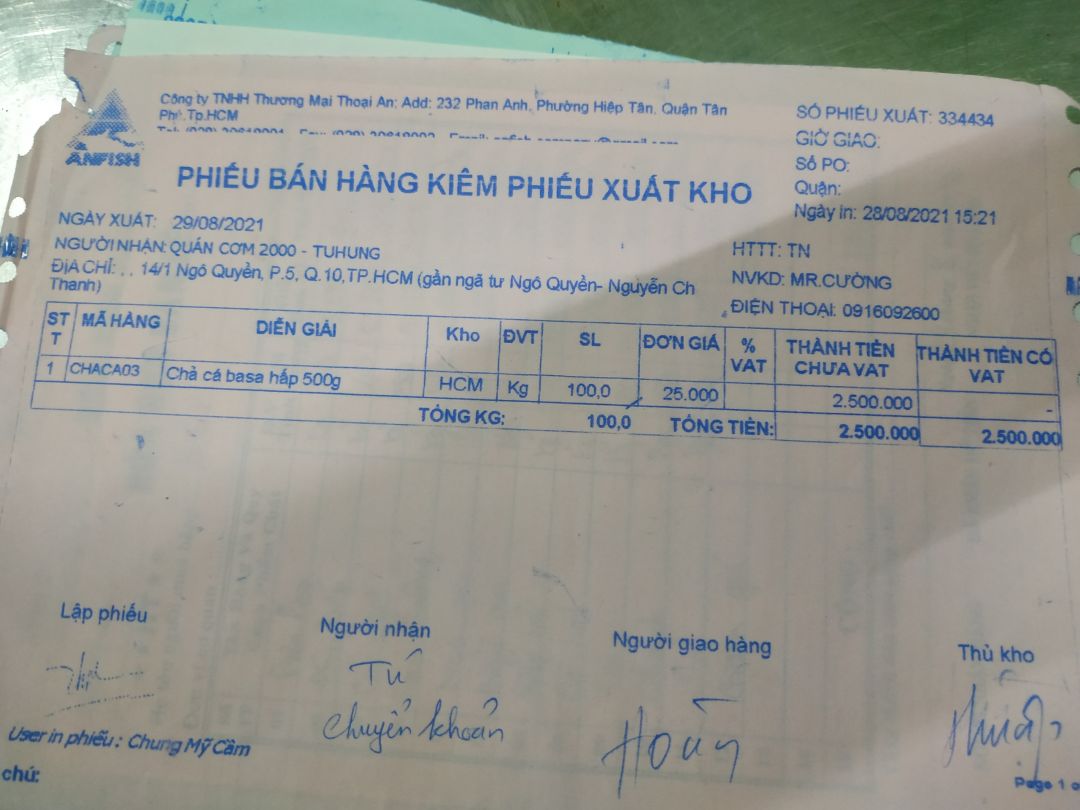 Công ty TNHH Thương Mại Thoại An: Add: 232 Phan Anh, Phường Hiệp Tân, Quận Tân
Phú, Tp.HCM
ANFISH
SỐ PHIẾU XUẤT: 334434
GIỜ GIAO:
Số PO:
Quận:
Ngày in: 28/08/2021 15:21
PHIẾU BÁN HÀNG KIÊM PHIẾU XUẤT KHO
NGÀY XUẤT: 29/08/2021
NGƯỜI NHẬN: QUÁN CƠM 2000 - TUHUNG
ĐỊA CHỈ: , . 14/1 Ngô Quyền, P.5, Q.10,TP.HCM (gần ngã tư Ngô Quyền- Nguyễn Ch
Thanh)
HTTT: TN
NVKD: MR.CƯỜNG
ĐIỆN THOẠI: 0916092600
STT MÃ HÀNG DIỄN GIẢI Kho ĐVT SL ĐƠN GIÁ % VAT THÀNH TIỀN CHƯA VAT THÀNH TIỀN CÓ VAT
1 CHACA03 Chả cá basa hấp 500g HCM Kg 100,0 25.000 2.500.000 -
TỔNG KG: 100,0 TỔNG TIỀN: 2.500.000 2.500.000
Lập phiếu Người nhận Người giao hàng Thủ kho
Tú
chuyển khoản
User in phiếu : Chung Mỹ Cầm
chú:
Page 1 o